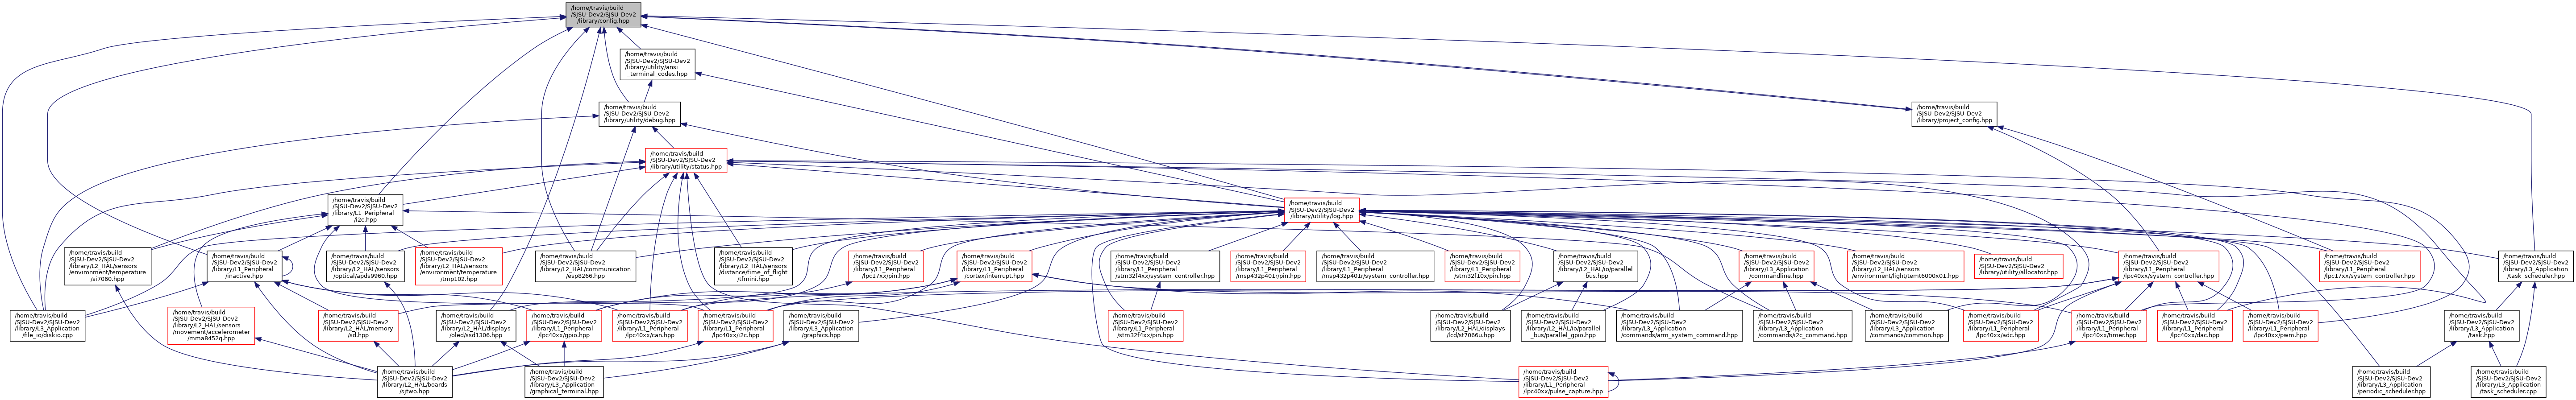 /home/travis/build
/SJSU-Dev2/SJSU-Dev2
/library/config.hpp
/home/travis/build
/SJSU-Dev2/SJSU-Dev2
/library/utility/ansi
_terminal_codes.hpp
/home/travis/build
/SJSU-Dev2/SJSU-Dev2
/library/utility/debug.hpp
/home/travis/build
/SJSU-Dev2/SJSU-Dev2
/library/project_config.hpp
/home/travis/build
/SJSU-Dev2/SJSU-Dev2
/library/utility/status.hpp
/home/travis/build
/SJSU-Dev2/SJSU-Dev2
/library/L1_Peripheral
/i2c.hpp
/home/travis/build
/SJSU-Dev2/SJSU-Dev2
/library/utility/log.hpp
/home/travis/build
/SJSU-Dev2/SJSU-Dev2
/library/L2_HAL/sensors
/environment/temperature
/si7060.hpp
/home/travis/build
/SJSU-Dev2/SJSU-Dev2
/library/L1_Peripheral
/inactive.hpp
/home/travis/build
/SJSU-Dev2/SJSU-Dev2
/library/L2_HAL/sensors
/optical/apds9960.hpp
/home/travis/build
/SJSU-Dev2/SJSU-Dev2
/library/L2_HAL/sensors
/environment/temperature
/tmp102.hpp
/home/travis/build
/SJSU-Dev2/SJSU-Dev2
/library/L2_HAL/communication
/esp8266.hpp
/home/travis/build
/SJSU-Dev2/SJSU-Dev2
/library/L2_HAL/sensors
/distance/time_of_flight
/tfmini.hpp
/home/travis/build
/SJSU-Dev2/SJSU-Dev2
/library/L1_Peripheral
/lpc17xx/pin.hpp
/home/travis/build
/SJSU-Dev2/SJSU-Dev2
/library/L1_Peripheral
/cortex/interrupt.hpp
/home/travis/build
/SJSU-Dev2/SJSU-Dev2
/library/L1_Peripheral
/stm32f4xx/system_controller.hpp
/home/travis/build
/SJSU-Dev2/SJSU-Dev2
/library/L1_Peripheral
/msp432p401r/pin.hpp
/home/travis/build
/SJSU-Dev2/SJSU-Dev2
/library/L1_Peripheral
/msp432p401r/system_controller.hpp
/home/travis/build
/SJSU-Dev2/SJSU-Dev2
/library/L1_Peripheral
/stm32f10x/pin.hpp
/home/travis/build
/SJSU-Dev2/SJSU-Dev2
/library/L2_HAL/io/parallel
_bus.hpp
/home/travis/build
/SJSU-Dev2/SJSU-Dev2
/library/L3_Application
/commandline.hpp
/home/travis/build
/SJSU-Dev2/SJSU-Dev2
/library/L2_HAL/sensors
/environment/light/temt6000x01.hpp
/home/travis/build
/SJSU-Dev2/SJSU-Dev2
/library/utility/allocator.hpp
/home/travis/build
/SJSU-Dev2/SJSU-Dev2
/library/L1_Peripheral
/lpc40xx/system_controller.hpp
/home/travis/build
/SJSU-Dev2/SJSU-Dev2
/library/L1_Peripheral
/lpc17xx/system_controller.hpp
/home/travis/build
/SJSU-Dev2/SJSU-Dev2
/library/L3_Application
/task_scheduler.hpp
/home/travis/build
/SJSU-Dev2/SJSU-Dev2
/library/L3_Application
/file_io/diskio.cpp
/home/travis/build
/SJSU-Dev2/SJSU-Dev2
/library/L2_HAL/sensors
/movement/accelerometer
/mma8452q.hpp
/home/travis/build
/SJSU-Dev2/SJSU-Dev2
/library/L2_HAL/memory
/sd.hpp
/home/travis/build
/SJSU-Dev2/SJSU-Dev2
/library/L2_HAL/displays
/oled/ssd1306.hpp
/home/travis/build
/SJSU-Dev2/SJSU-Dev2
/library/L1_Peripheral
/lpc40xx/gpio.hpp
/home/travis/build
/SJSU-Dev2/SJSU-Dev2
/library/L1_Peripheral
/lpc40xx/can.hpp
/home/travis/build
/SJSU-Dev2/SJSU-Dev2
/library/L1_Peripheral
/lpc40xx/i2c.hpp
/home/travis/build
/SJSU-Dev2/SJSU-Dev2
/library/L3_Application
/graphics.hpp
/home/travis/build
/SJSU-Dev2/SJSU-Dev2
/library/L1_Peripheral
/stm32f4xx/pin.hpp
/home/travis/build
/SJSU-Dev2/SJSU-Dev2
/library/L2_HAL/displays
/lcd/st7066u.hpp
/home/travis/build
/SJSU-Dev2/SJSU-Dev2
/library/L2_HAL/io/parallel
_bus/parallel_gpio.hpp
/home/travis/build
/SJSU-Dev2/SJSU-Dev2
/library/L3_Application
/commands/arm_system_command.hpp
/home/travis/build
/SJSU-Dev2/SJSU-Dev2
/library/L3_Application
/commands/i2c_command.hpp
/home/travis/build
/SJSU-Dev2/SJSU-Dev2
/library/L3_Application
/commands/common.hpp
/home/travis/build
/SJSU-Dev2/SJSU-Dev2
/library/L1_Peripheral
/lpc40xx/adc.hpp
/home/travis/build
/SJSU-Dev2/SJSU-Dev2
/library/L1_Peripheral
/lpc40xx/timer.hpp
/home/travis/build
/SJSU-Dev2/SJSU-Dev2
/library/L1_Peripheral
/lpc40xx/dac.hpp
/home/travis/build
/SJSU-Dev2/SJSU-Dev2
/library/L1_Peripheral
/lpc40xx/pwm.hpp
/home/travis/build
/SJSU-Dev2/SJSU-Dev2
/library/L3_Application
/task.hpp
/home/travis/build
/SJSU-Dev2/SJSU-Dev2
/library/L2_HAL/boards
/sjtwo.hpp
/home/travis/build
/SJSU-Dev2/SJSU-Dev2
/library/L3_Application
/graphical_terminal.hpp
/home/travis/build
/SJSU-Dev2/SJSU-Dev2
/library/L1_Peripheral
/lpc40xx/pulse_capture.hpp
/home/travis/build
/SJSU-Dev2/SJSU-Dev2
/library/L3_Application
/periodic_scheduler.hpp
/home/travis/build
/SJSU-Dev2/SJSU-Dev2
/library/L3_Application
/task_scheduler.cpp